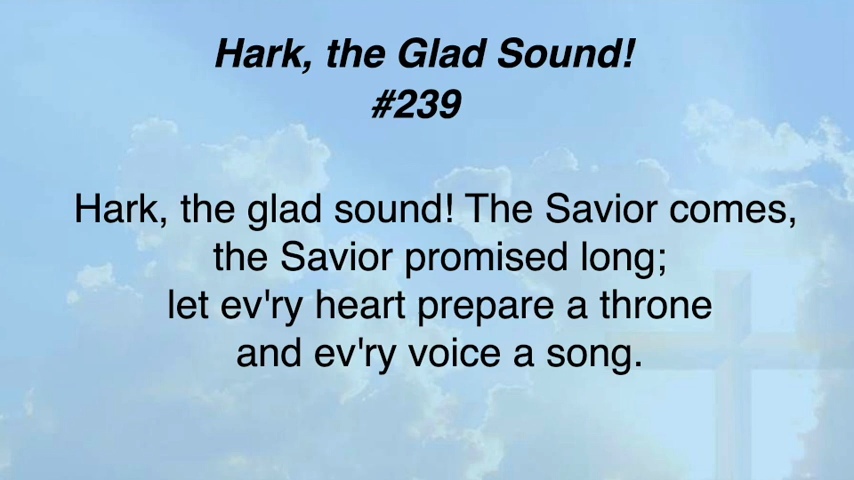 Hark, the Glad Sound!
#239
Hark, the glad sound! The Savior comes,
the Savior promised long;
let ev'ry heart prepare a throne
and ev'ry voice a song.